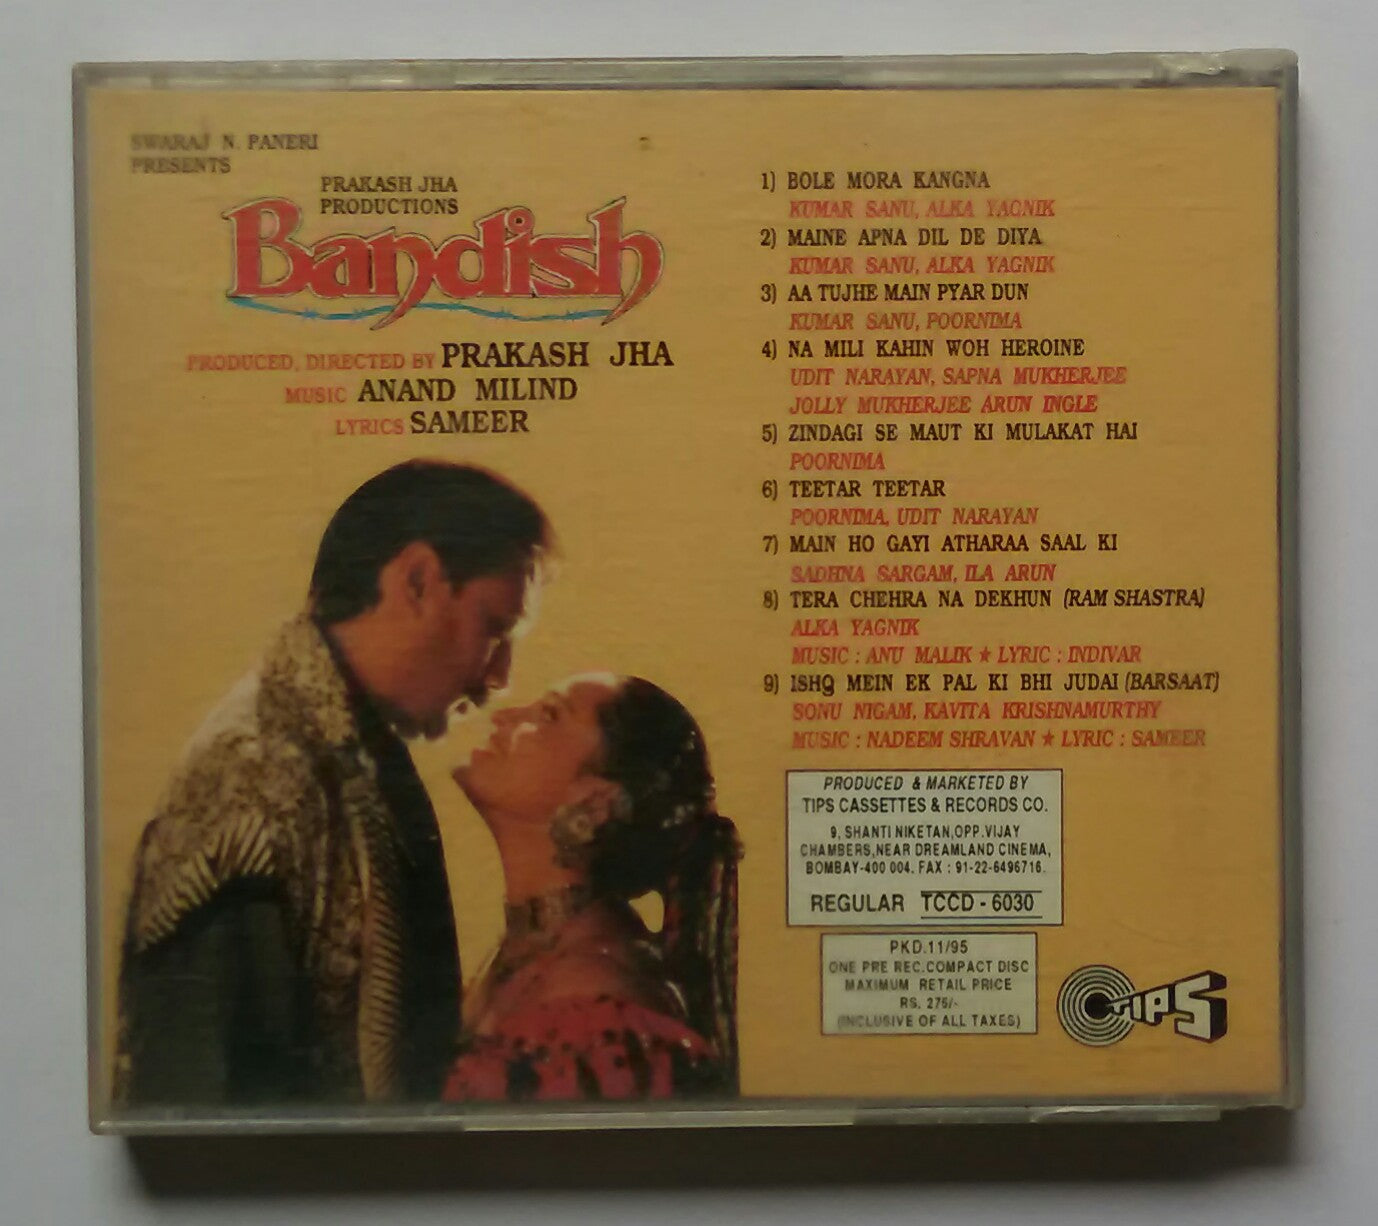 SWARAJ N. PANERI
PRESENTS
PRAKASH JHA
PRODUCTIONS
Bandish
PRODUCED, DIRECTED BY PRAKASH JHA
MUSIC ANAND MILIND
LYRICS SAMEER
1) BOLE MORA KANGNA
KUMAR SANU, ALKA YAGNIK
2) MAINE APNA DIL DE DIYA
KUMAR SANU, ALKA YAGNIK
3) AA TUJHE MAIN PYAR DUN
KUMAR SANU, POORNIMA
4) NA MILI KAHIN WOH HEROINE
UDIT NARAYAN, SAPNA MUKHERJEE
JOLLY MUKHERJEE ARUN INGLE
5) ZINDAGI SE MAUT KI MULAKAT HAI
POORNIMA
6) TEETAR TEETAR
POORNIMA, UDIT NARAYAN
7) MAIN HO GAYI ATHARAA SAAL KI
SADHNA SARGAM, ILA ARUN
8) TERA CHEHRA NA DEKHUN (RAM SHASTRA)
ALKA YAGNIK
MUSIC : ANU MALIK ★ LYRIC : INDIVAR
9) ISHQ MEIN EK PAL KI BHI JUDAI (BARSAAT)
SONU NIGAM, KAVITA KRISHNAMURTHY
MUSIC : NADEEM SHRAVAN ★ LYRIC : SAMEER
PRODUCED & MARKETED BY
TIPS CASSETTES & RECORDS CO.
9, SHANTI NIKETAN,OPP.VIJAY
CHAMBERS,NEAR DREAMLAND CINEMA,
BOMBAY-400 004. FAX : 91-22-6496716.
REGULAR TCCD - 6030
PKD.11/95
ONE PRE REC.COMPACT DISC
MAXIMUM RETAIL PRICE
RS. 275/-
(INCLUSIVE OF ALL TAXES)
TIPS